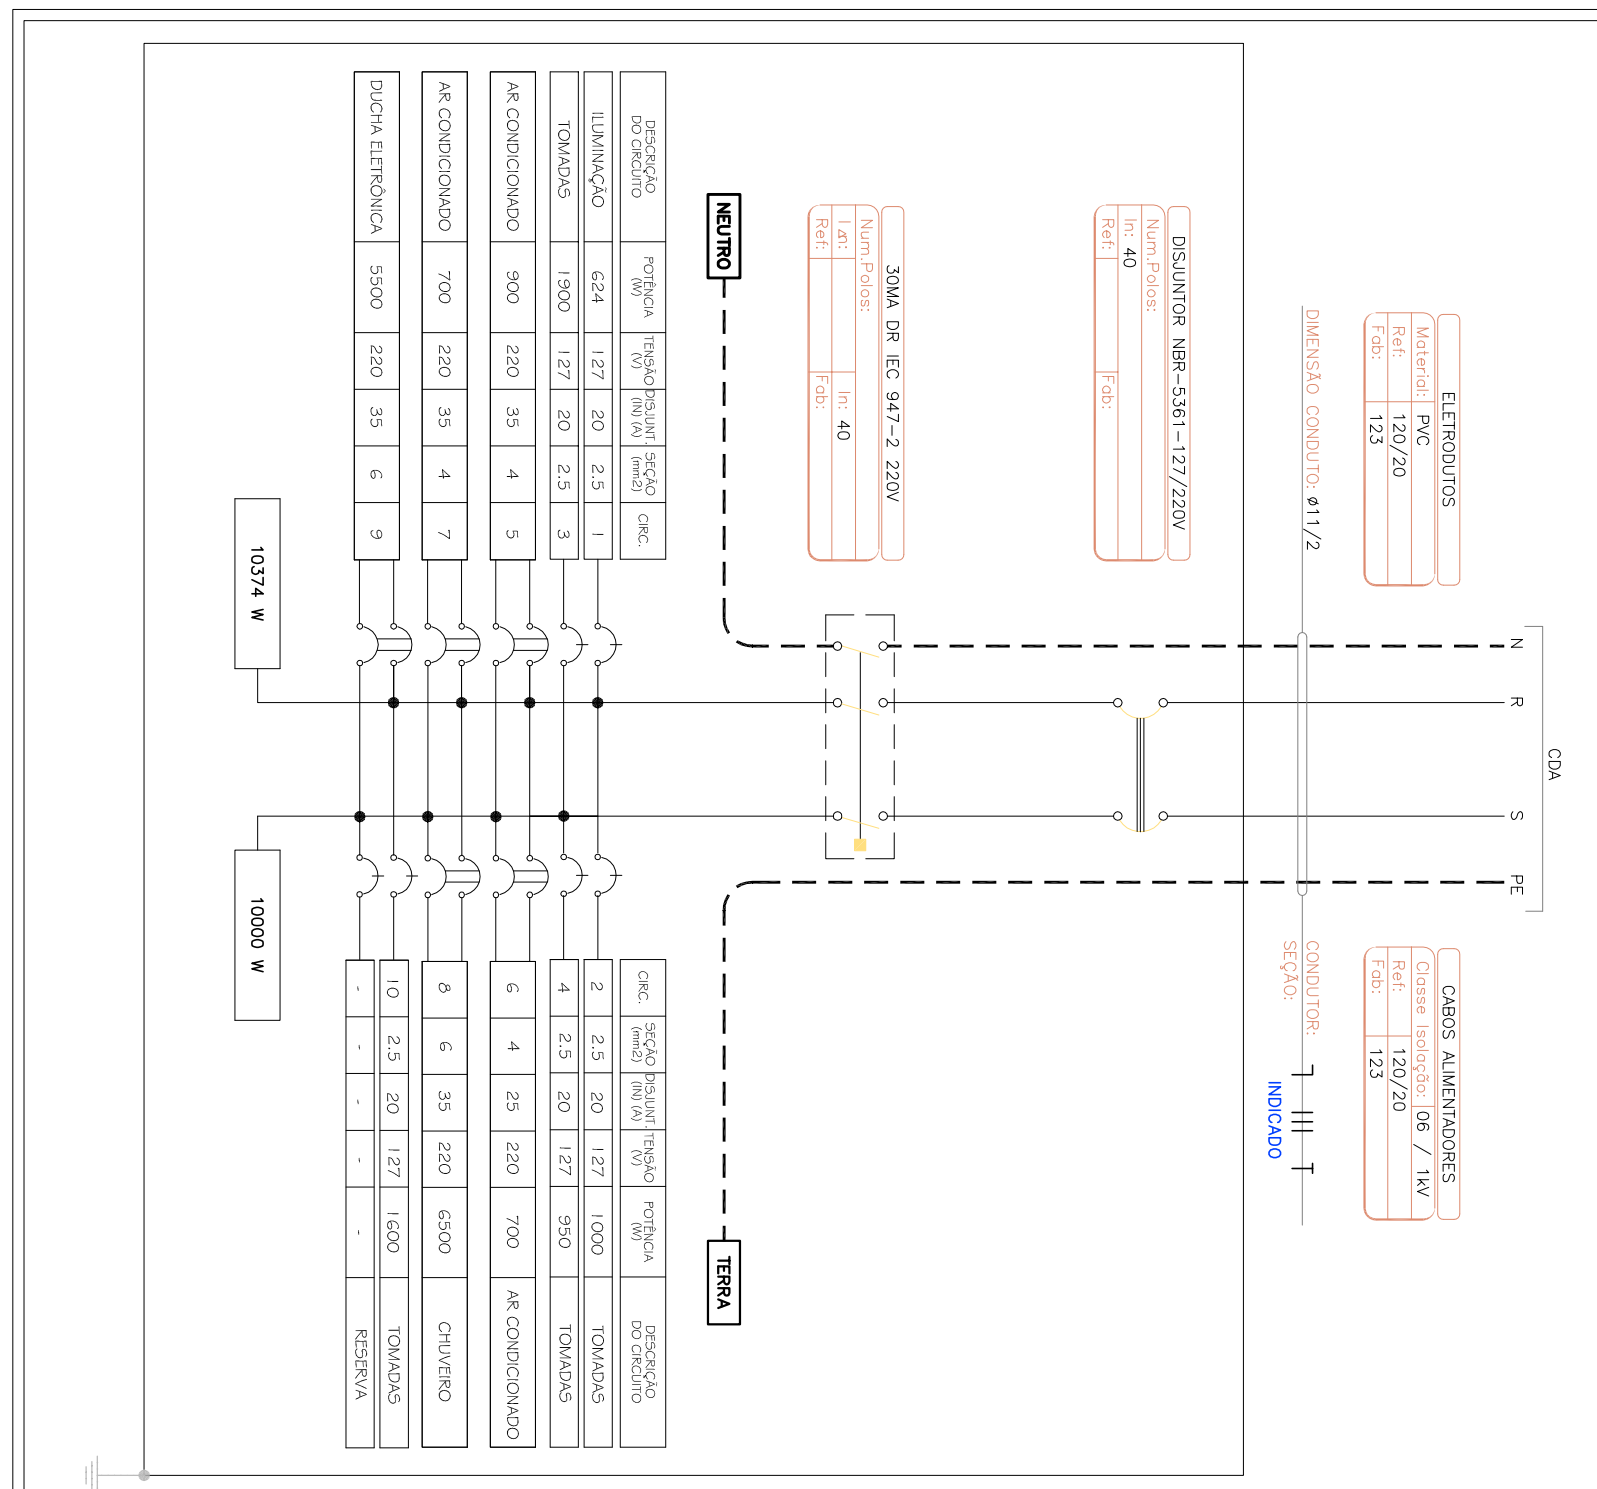 CDA
N
R
S
PE
ELETRODUTOS
Material: PVC
Ref: 120/20
Fab: 123
CABOS ALIMENTADORES
Classe Isolação: 06 / 1kV
Ref: 120/20
Fab: 123
DIMENSÃO CONDUTO: ø11/2
CONDUTOR:
SEÇÃO:
INDICADO
DISJUNTOR NBR-5361-127/220V
Num.Polos:
In: 40
Ref: Fab:
30MA DR IEC 947-2 220V
Num.Polos:
I Δn: In: 40
Ref: Fab:
NEUTRO
TERRA
DESCRIÇÃO DO CIRCUITO POTÊNCIA (W) TENSÃO (V) DISJUNT. (IN) (A) SEÇÃO (mm2) CIRC.
ILUMINAÇÃO 624 127 20 2.5 1
TOMADAS 1900 127 20 2.5 3
AR CONDICIONADO 900 220 35 4 5
AR CONDICIONADO 700 220 35 4 7
DUCHA ELETRÔNICA 5500 220 35 6 9
CIRC. SEÇÃO (mm2) DISJUNT. (IN) (A) TENSÃO (V) POTÊNCIA (W) DESCRIÇÃO DO CIRCUITO
2 2.5 20 127 1000 TOMADAS
4 2.5 20 127 950 TOMADAS
6 4 25 220 700 AR CONDICIONADO
8 6 35 220 6500 CHUVEIRO
10 2.5 20 127 1600 TOMADAS
- - - - - RESERVA
10374 W
10000 W